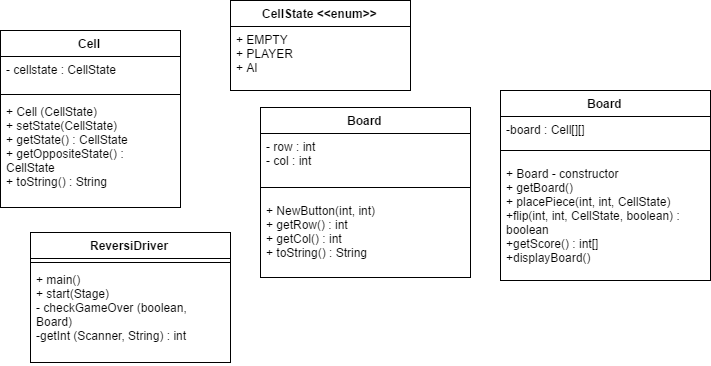 CellState <<enum>>
+ EMPTY
+ PLAYER
+ AI
Cell
- cellstate : CellState
+ Cell (CellState)
+ setState(CellState)
+ getState() : CellState
+ getOppositeState() :
CellState
+ toString() : String
Board
- row : int
- col : int
+ NewButton(int, int)
+ getRow() : int
+ getCol() : int
+ toString() : String
Board
-board : Cell[][]
+ Board - constructor
+ getBoard()
+ placePiece(int, int, CellState)
+flip(int, int, CellState, boolean) :
boolean
+getScore() : int[]
+displayBoard()
ReversiDriver
+ main()
+ start(Stage)
- checkGameOver (boolean,
Board)
-getInt (Scanner, String) : int